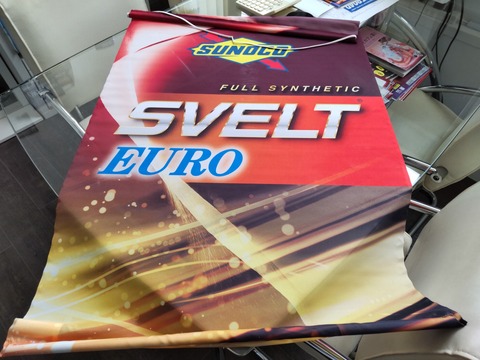 SUNOCO
FULL SYNTHETIC
SVELT
EURO